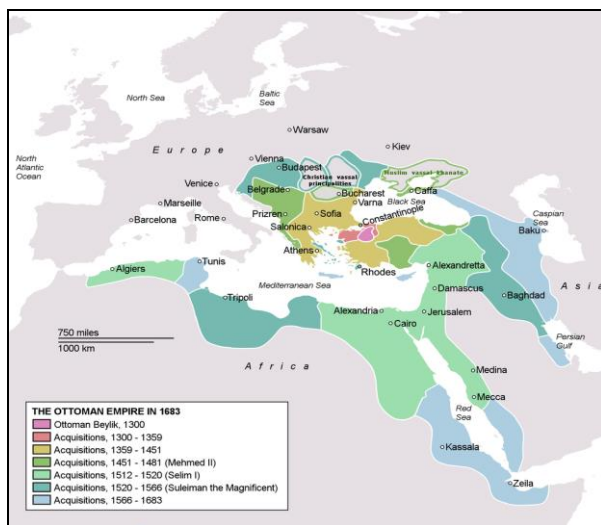 North Sea
Baltic
Sea
Warsaw
Kiev
Europe
North
Atlantic
Ocean
Vienna
Budapest
Christian vassal
principalities
Muslim vassal khanate
Venice
Belgrade
Bucharest
Caffa
Marseille
Varna
Black Sea
Caspian
Sea
Barcelona
Rome
Prizren
Sofia
Constantinople
Baku
Salonica
Athens
Algiers
Tunis
Rhodes
Alexandretta
Asia
Mediterranean Sea
Damascus
Baghdad
Tripoli
Alexandria
Jerusalem
Cairo
Persian
Gulf
750 miles
1000 km
Africa
Medina
Mecca
Red
Sea
Kassala
Zeila
THE OTTOMAN EMPIRE IN 1683
Ottoman Beylik, 1300
Acquisitions, 1300 - 1359
Acquisitions, 1359 - 1451
Acquisitions, 1451 - 1481 (Mehmed II)
Acquisitions, 1512 - 1520 (Selim I)
Acquisitions, 1520 - 1566 (Suleiman the Magnificent)
Acquisitions, 1566 - 1683